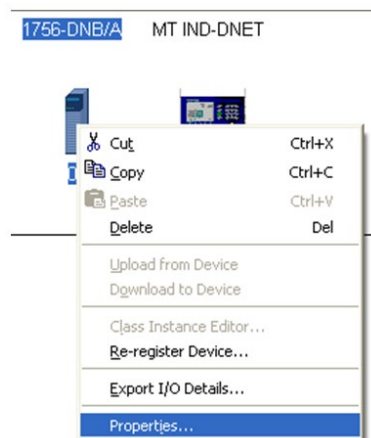 1756-DNB/A MT IND-DNET
Cut Ctrl+X
Copy Ctrl+C
Paste Ctrl+V
Delete Del
Upload from Device
Download to Device
Class Instance Editor...
Re-register Device...
Export I/O Details...
Properties...